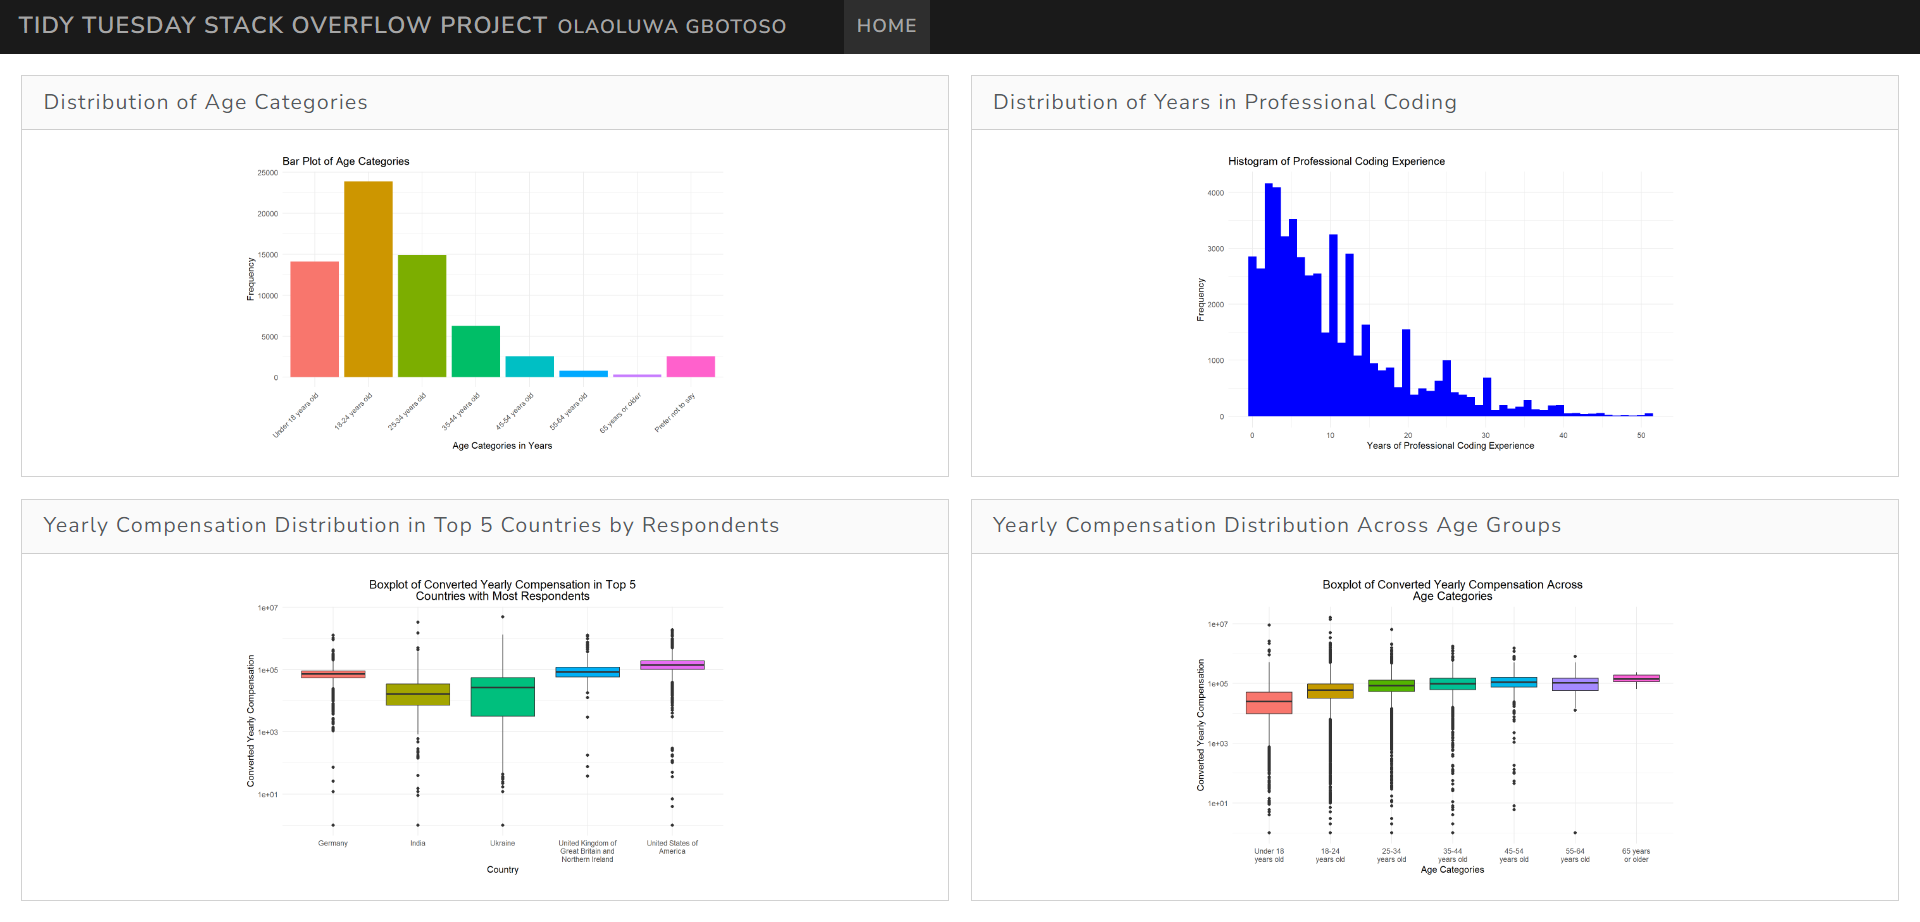 TIDY TUESDAY STACK OVERFLOW PROJECT OLAOLUWA GBOTOSO HOME
Distribution of Age Categories
Bar Plot of Age Categories
25000
20000
15000
10000
5000
0
Frequency
Under 18 years old
18-24 years old
25-34 years old
35-44 years old
45-54 years old
55-64 years old
65 years or older
Prefer not to say
Age Categories in Years
Distribution of Years in Professional Coding
Histogram of Professional Coding Experience
4000
3000
2000
1000
0
Frequency
0 10 20 30 40 50
Years of Professional Coding Experience
Yearly Compensation Distribution in Top 5 Countries by Respondents
Boxplot of Converted Yearly Compensation in Top 5
Countries with Most Respondents
1e+07
1e+05
1e+03
1e+01
Converted Yearly Compensation
Germany
India
Ukraine
United Kingdom of
Great Britain and
Northern Ireland
United States of
America
Country
Yearly Compensation Distribution Across Age Groups
Boxplot of Converted Yearly Compensation Across
Age Categories
1e+07
1e+05
1e+03
1e+01
Converted Yearly Compensation
Under 18
years old
18-24
years old
25-34
years old
35-44
years old
45-54
years old
55-64
years old
65 years
or older
Age Categories